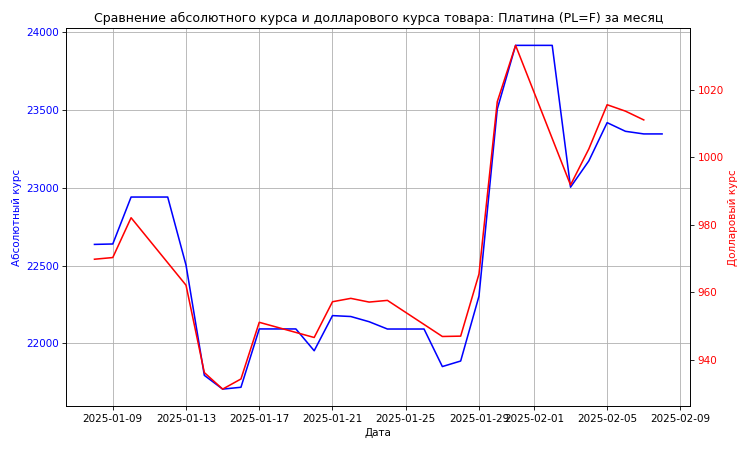 Сравнение абсолютного курса и долларового курса товара: Платина (PL=F) за месяц
24000
23500
23000
22500
22000
Абсолютный курс
1020
1000
980
960
940
Долларовый курс
2025-01-09 2025-01-13 2025-01-17 2025-01-21 2025-01-25 2025-01-29 2025-02-01 2025-02-05 2025-02-09
Дата